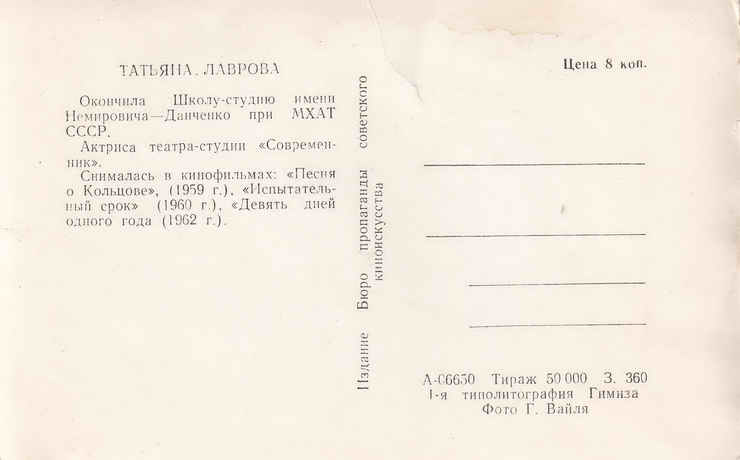 ТАТЬЯНА ЛАВРОВА
Окончила Школу-студию имени
Немировича—Данченко при МХАТ
СССР.
Актриса театра-студии «Современ-
ник».
Снималась в кинофильмах: «Песня
о Кольцове», (1959 г.), «Испытатель-
ный срок» (1960 г.), «Девять дней
одного года (1962 г.).
Издание Бюро пропаганды советского
киноискусства
Цена 8 коп.
А-06650 Тираж 50 000 З. 360
1-я типолитография Гимиза
Фото Г. Вайля